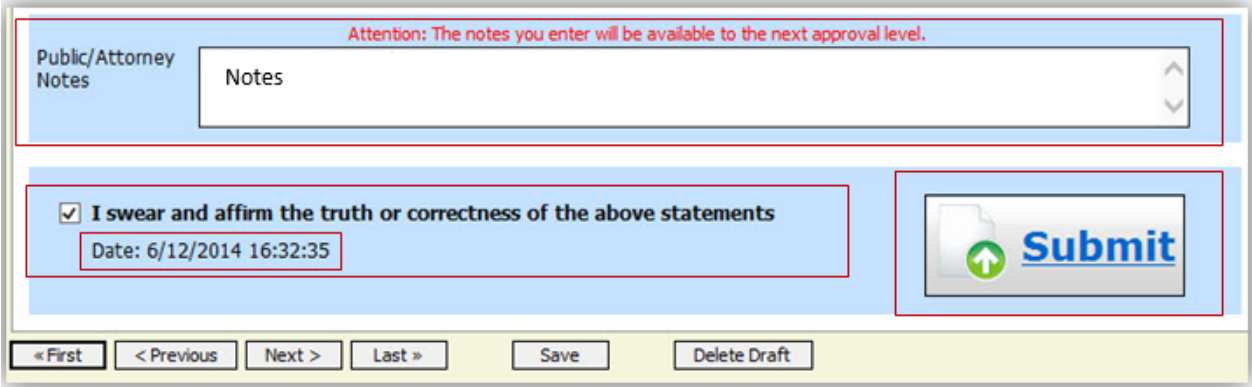 Attention: The notes you enter will be available to the next approval level.
Public/Attorney
Notes
Notes
I swear and affirm the truth or correctness of the above statements
Date: 6/12/2014 16:32:35
Submit
« First < Previous Next > Last » Save Delete Draft